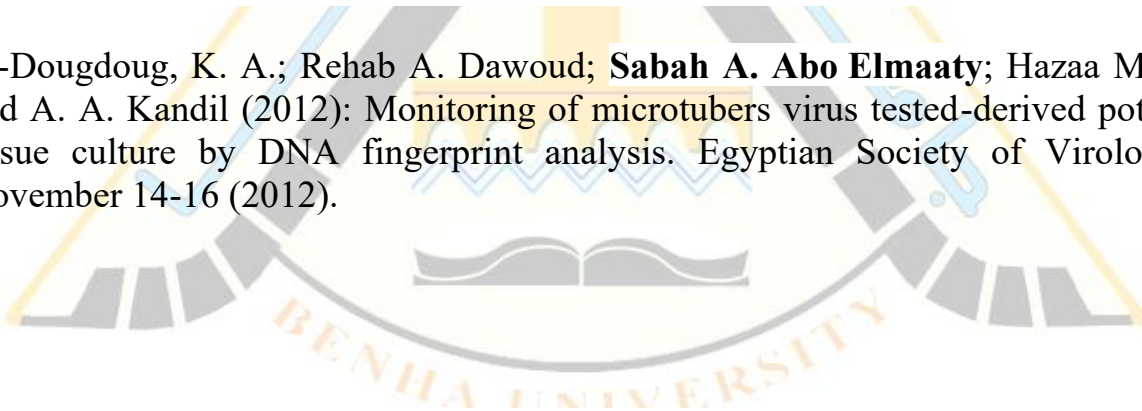 -Dougdoug, K. A.; Rehab A. Dawoud; Sabah A. Abo Elmaaty; Hazaa M
d A. A. Kandil (2012): Monitoring of microtubers virus tested-derived pot
ssue culture by DNA fingerprint analysis. Egyptian Society of Virolo
ovember 14-16 (2012).
BENHA UNIVERSITY